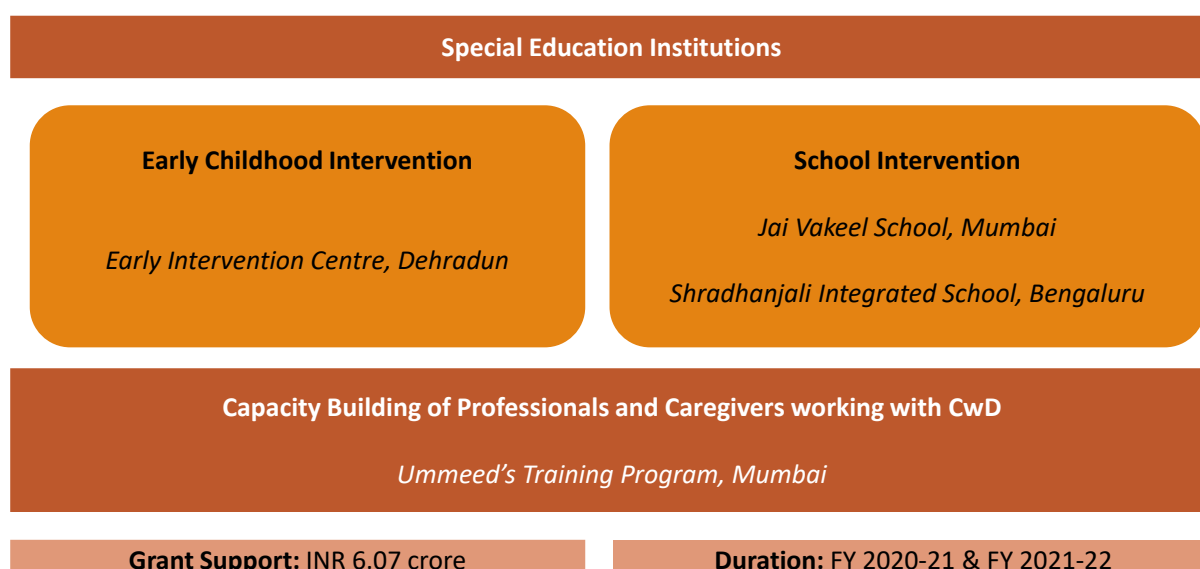 Special Education Institutions
Early Childhood Intervention
Early Intervention Centre, Dehradun
School Intervention
Jai Vakeel School, Mumbai
Shradhanjali Integrated School, Bengaluru
Capacity Building of Professionals and Caregivers working with CwD
Ummeed’s Training Program, Mumbai
Grant Support: INR 6.07 crore
Duration: FY 2020-21 & FY 2021-22